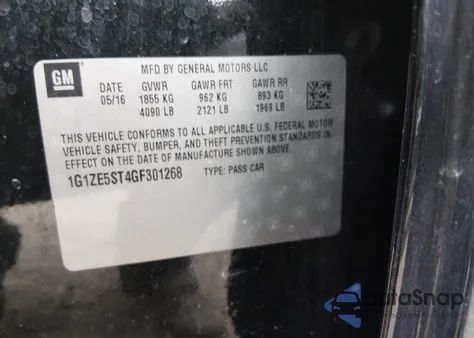 GM
MFD BY GENERAL MOTORS LLC
DATE GVWR GAWR FRT GAWR RR
05/16 1855 KG 962 KG 893 KG
4090 LB 2121 LB 1969 LB
THIS VEHICLE CONFORMS TO ALL APPLICABLE U.S. FEDERAL MOTOR
VEHICLE SAFETY, BUMPER, AND THEFT PREVENTION STANDARDS IN
EFFECT ON THE DATE OF MANUFACTURE SHOWN ABOVE.
1G1ZE5ST4GF301268 TYPE: PASS CAR
autaSnap